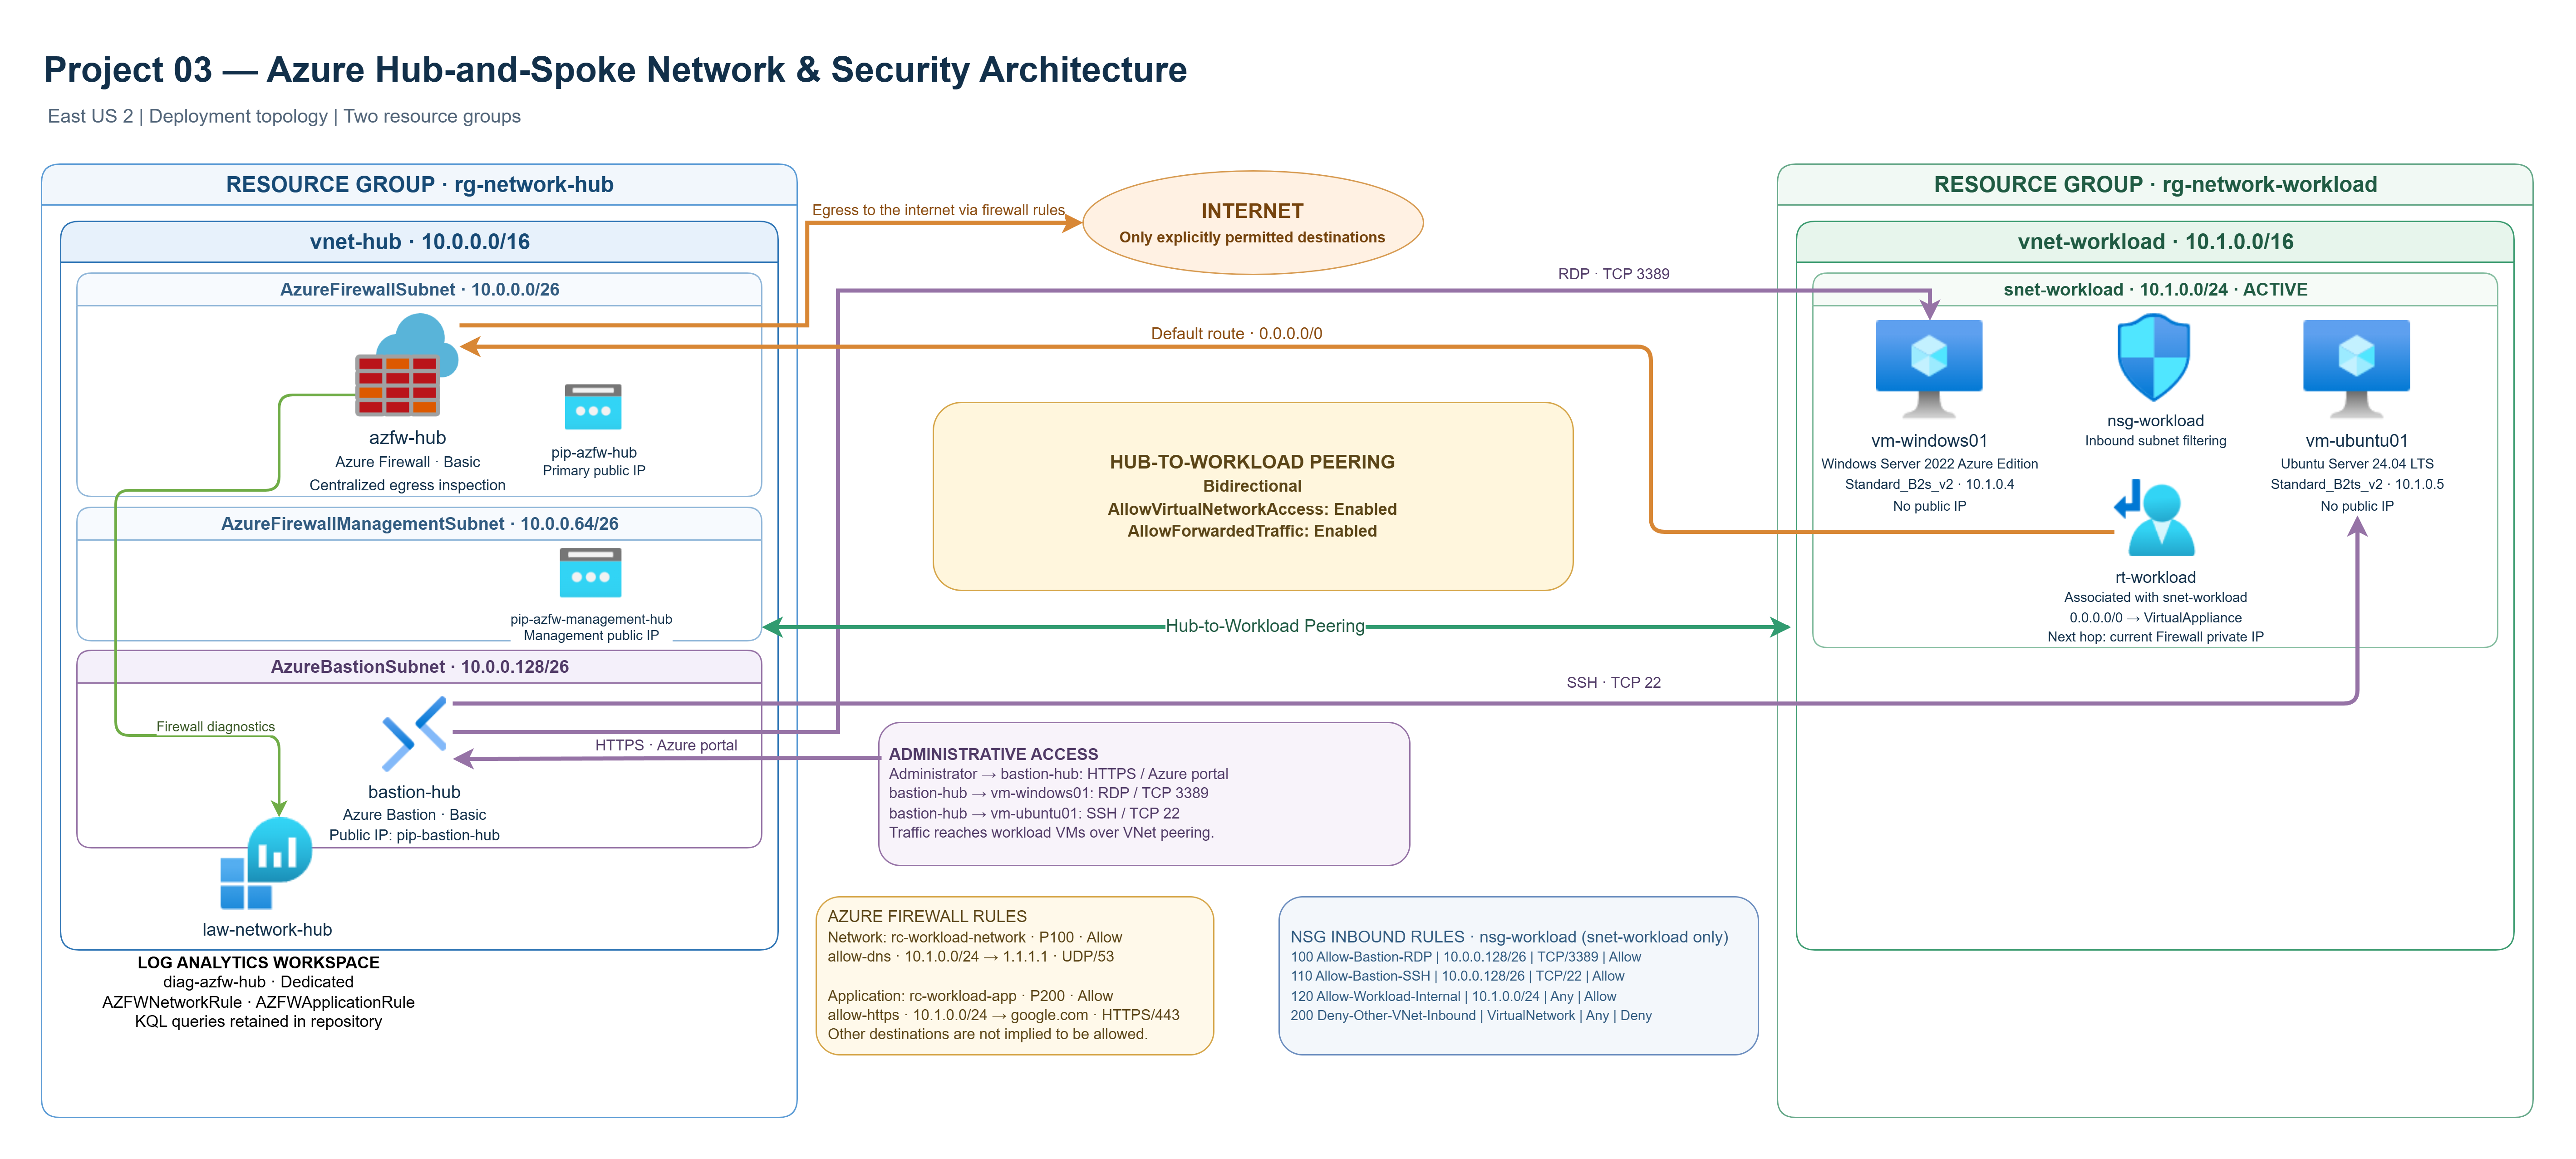 Project 03 — Azure Hub-and-Spoke Network & Security Architecture
East US 2 | Deployment topology | Two resource groups
RESOURCE GROUP · rg-network-hub
vnet-hub · 10.0.0.0/16
AzureFirewallSubnet · 10.0.0.0/26
azfw-hub
Azure Firewall · Basic
Centralized egress inspection
pip-azfw-hub
Primary public IP
AzureFirewallManagementSubnet · 10.0.0.64/26
pip-azfw-management-hub
Management public IP
AzureBastionSubnet · 10.0.0.128/26
Firewall diagnostics
HTTPS · Azure portal
bastion-hub
Azure Bastion · Basic
Public IP: pip-bastion-hub
law-network-hub
LOG ANALYTICS WORKSPACE
diag-azfw-hub · Dedicated
AZFWNetworkRule · AZFWApplicationRule
KQL queries retained in repository
Egress to the internet via firewall rules
INTERNET
Only explicitly permitted destinations
RDP · TCP 3389
Default route · 0.0.0.0/0
HUB-TO-WORKLOAD PEERING
Bidirectional
AllowVirtualNetworkAccess: Enabled
AllowForwardedTraffic: Enabled
Hub-to-Workload Peering
SSH · TCP 22
ADMINISTRATIVE ACCESS
Administrator → bastion-hub: HTTPS / Azure portal
bastion-hub → vm-windows01: RDP / TCP 3389
bastion-hub → vm-ubuntu01: SSH / TCP 22
Traffic reaches workload VMs over VNet peering.
AZURE FIREWALL RULES
Network: rc-workload-network · P100 · Allow
allow-dns · 10.1.0.0/24 → 1.1.1.1 · UDP/53
Application: rc-workload-app · P200 · Allow
allow-https · 10.1.0.0/24 → google.com · HTTPS/443
Other destinations are not implied to be allowed.
NSG INBOUND RULES · nsg-workload (snet-workload only)
100 Allow-Bastion-RDP | 10.0.0.128/26 | TCP/3389 | Allow
110 Allow-Bastion-SSH | 10.0.0.128/26 | TCP/22 | Allow
120 Allow-Workload-Internal | 10.1.0.0/24 | Any | Allow
200 Deny-Other-VNet-Inbound | VirtualNetwork | Any | Deny
RESOURCE GROUP · rg-network-workload
vnet-workload · 10.1.0.0/16
snet-workload · 10.1.0.0/24 · ACTIVE
vm-windows01
Windows Server 2022 Azure Edition
Standard_B2s_v2 · 10.1.0.4
No public IP
nsg-workload
Inbound subnet filtering
vm-ubuntu01
Ubuntu Server 24.04 LTS
Standard_B2ts_v2 · 10.1.0.5
No public IP
rt-workload
Associated with snet-workload
0.0.0.0/0 → VirtualAppliance
Next hop: current Firewall private IP